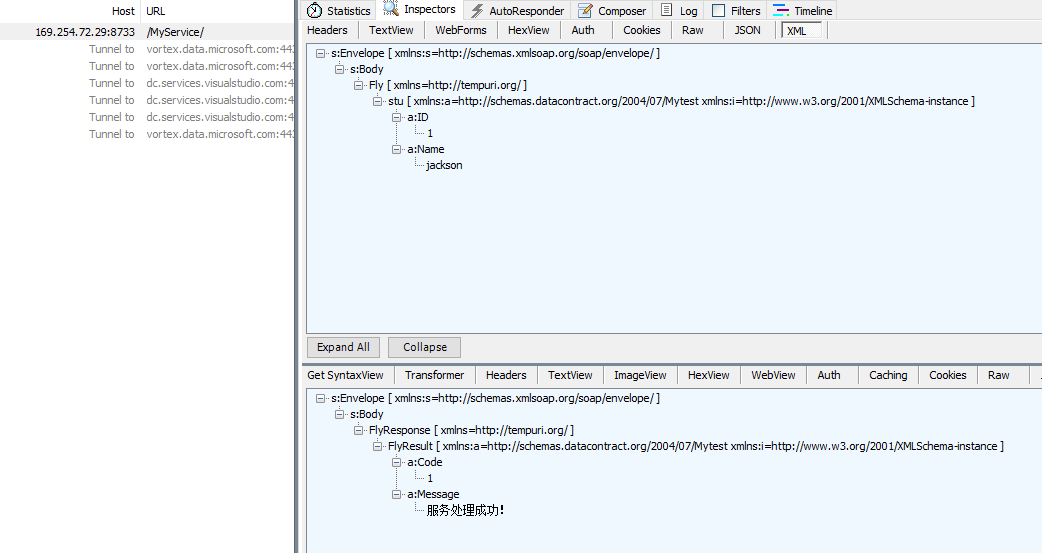 Host URL
169.254.72.29:8733 /MyService/
Tunnel to vortex.data.microsoft.com:443
Tunnel to vortex.data.microsoft.com:443
Tunnel to dc.services.visualstudio.com:4
Tunnel to dc.services.visualstudio.com:4
Tunnel to dc.services.visualstudio.com:4
Tunnel to vortex.data.microsoft.com:443
Statistics Inspectors AutoResponder Composer Log Filters Timeline
Headers TextView WebForms HexView Auth Cookies Raw JSON XML
s:Envelope [ xmlns:s=http://schemas.xmlsoap.org/soap/envelope/ ]
s:Body
Fly [ xmlns=http://tempuri.org/ ]
stu [ xmlns:a=http://schemas.datacontract.org/2004/07/Mytest xmlns:i=http://www.w3.org/2001/XMLSchema-instance ]
a:ID
1
a:Name
jackson
Expand All Collapse
Get SyntaxView Transformer Headers TextView ImageView HexView WebView Auth Caching Cookies Raw
s:Envelope [ xmlns:s=http://schemas.xmlsoap.org/soap/envelope/ ]
s:Body
FlyResponse [ xmlns=http://tempuri.org/ ]
FlyResult [ xmlns:a=http://schemas.datacontract.org/2004/07/Mytest xmlns:i=http://www.w3.org/2001/XMLSchema-instance ]
a:Code
1
a:Message
服务处理成功!